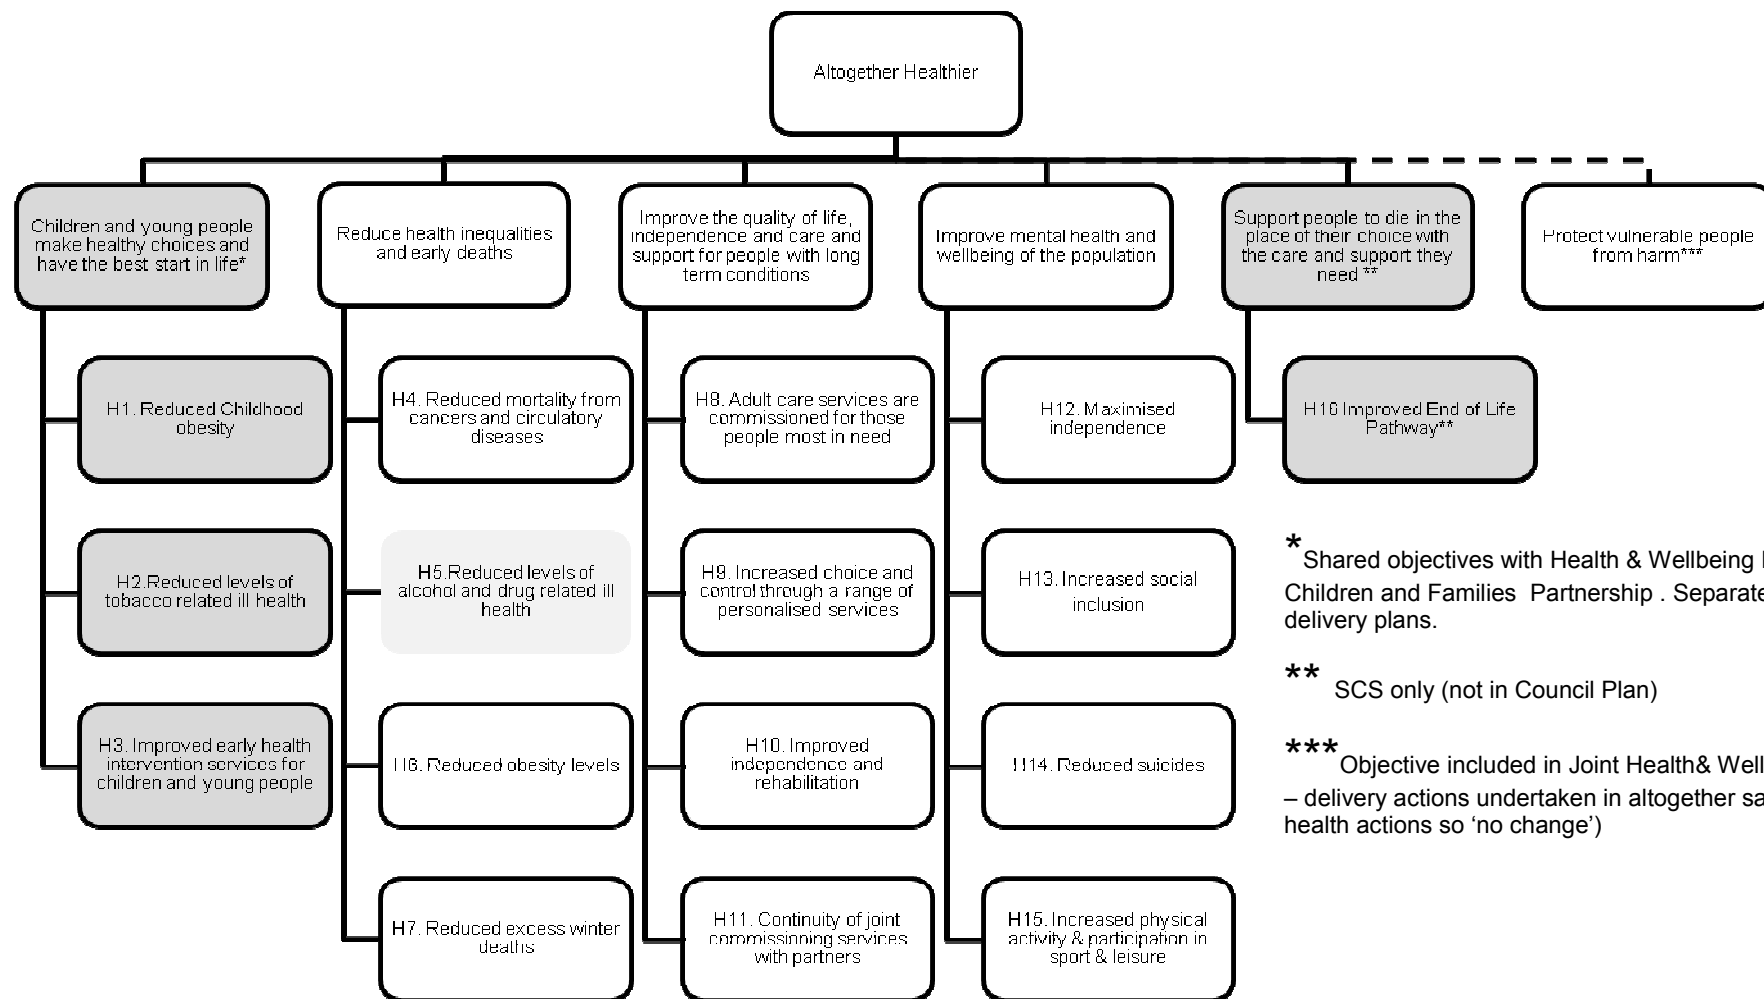 Altogether Healthier
Children and young people
make healthy choices and
have the best start in life*
Reduce health inequalities
and early deaths
Improve the quality of life,
independence and care and
support for people with long
term conditions
Improve mental health and
wellbeing of the population
Support people to die in the
place of their choice with
the care and support they
need **
Protect vulnerable people
from harm***
H1. Reduced Childhood
obesity
H4. Reduced mortality from
cancers and circulatory
diseases
H8. Adult care services are
commissioned for those
people most in need
H12. Maximised
independence
H16 Improved End of Life
Pathway**
H2.Reduced levels of
tobacco related ill health
H5.Reduced levels of
alcohol and drug related ill
health
H9. Increased choice and
control through a range of
personalised services
H13. Increased social
inclusion
H3. Improved early health
intervention services for
children and young people
H6. Reduced obesity levels
H10. Improved
independence and
rehabilitation
H14. Reduced suicides
H7. Reduced excess winter
deaths
H11. Continuity of joint
commissioning services
with partners
H15. Increased physical
activity & participation in
sport & leisure
*Shared objectives with Health & Wellbeing
Children and Families Partnership . Separate
delivery plans.
** SCS only (not in Council Plan)
***Objective included in Joint Health& Well
– delivery actions undertaken in altogether sa
health actions so ‘no change’)